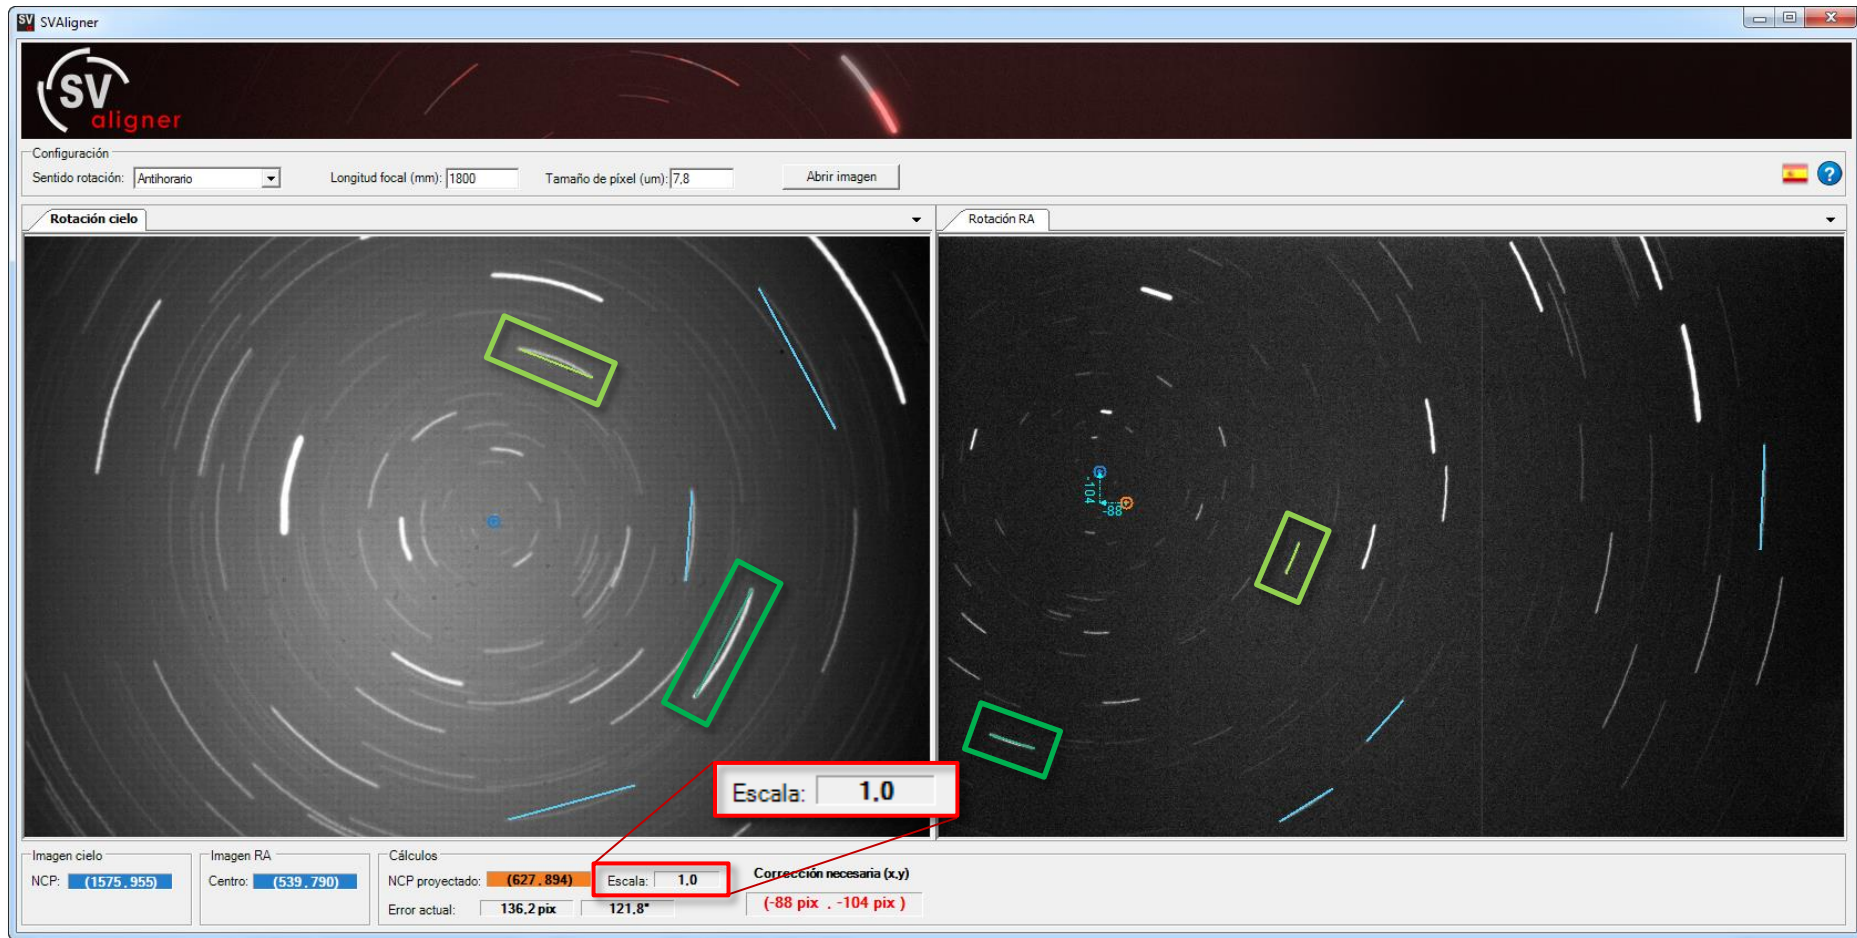 SVAligner
SV
aligner
Configuración
Sentido rotación: Antihorario
Longitud focal (mm): 1800
Tamaño de píxel (um): 7,8
Abrir imagen
?
Rotación cielo
Rotación RA
-104
-88
Escala: 1,0
Imagen cielo
NCP: (1575 , 955)
Imagen RA
Centro: (539 , 790)
Cálculos
NCP proyectado: (627 , 894)
Escala: 1,0
Error actual: 136,2 pix 121,8°
Corrección necesaria (x,y)
(-88 pix , -104 pix )